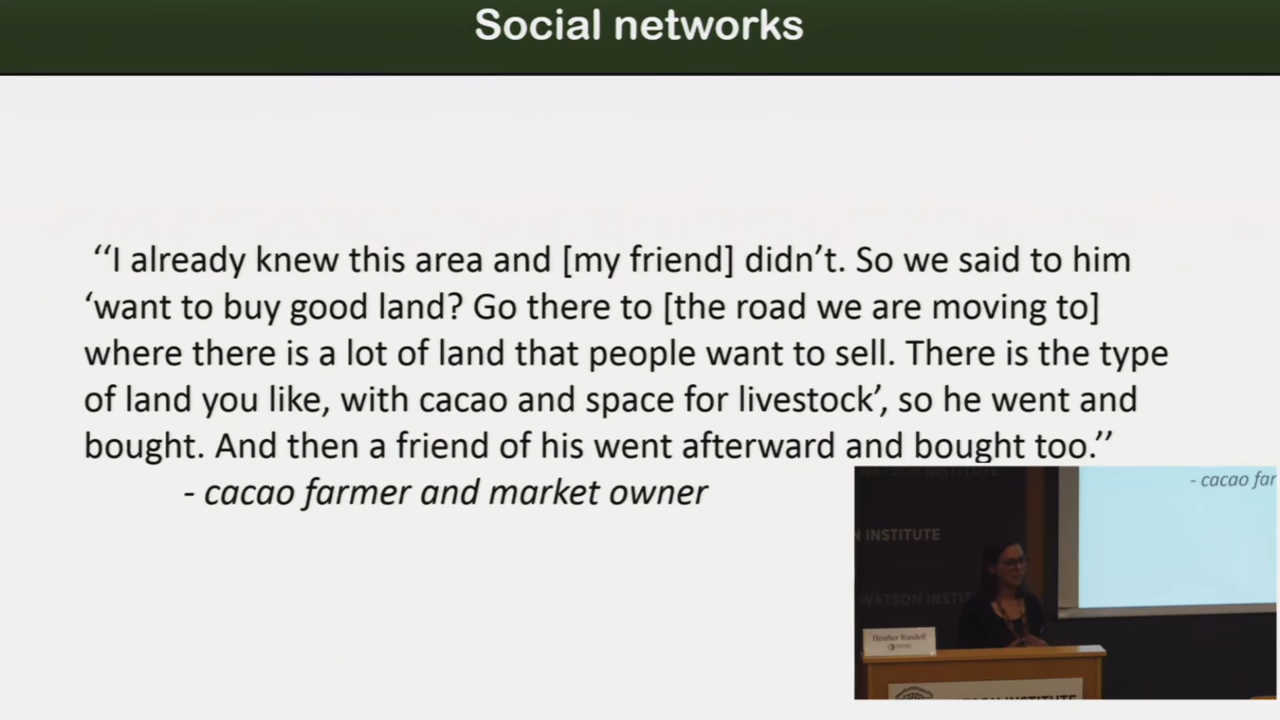 Social networks
‘‘I already knew this area and [my friend] didn’t. So we said to him
‘want to buy good land? Go there to [the road we are moving to]
where there is a lot of land that people want to sell. There is the type
of land you like, with cacao and space for livestock’, so he went and
bought. And then a friend of his went afterward and bought too.’’
- cacao farmer and market owner
- cacao far
N INSTITUTE
WATSON INSTIT
Heather Randell
WATSON INSTITUTE